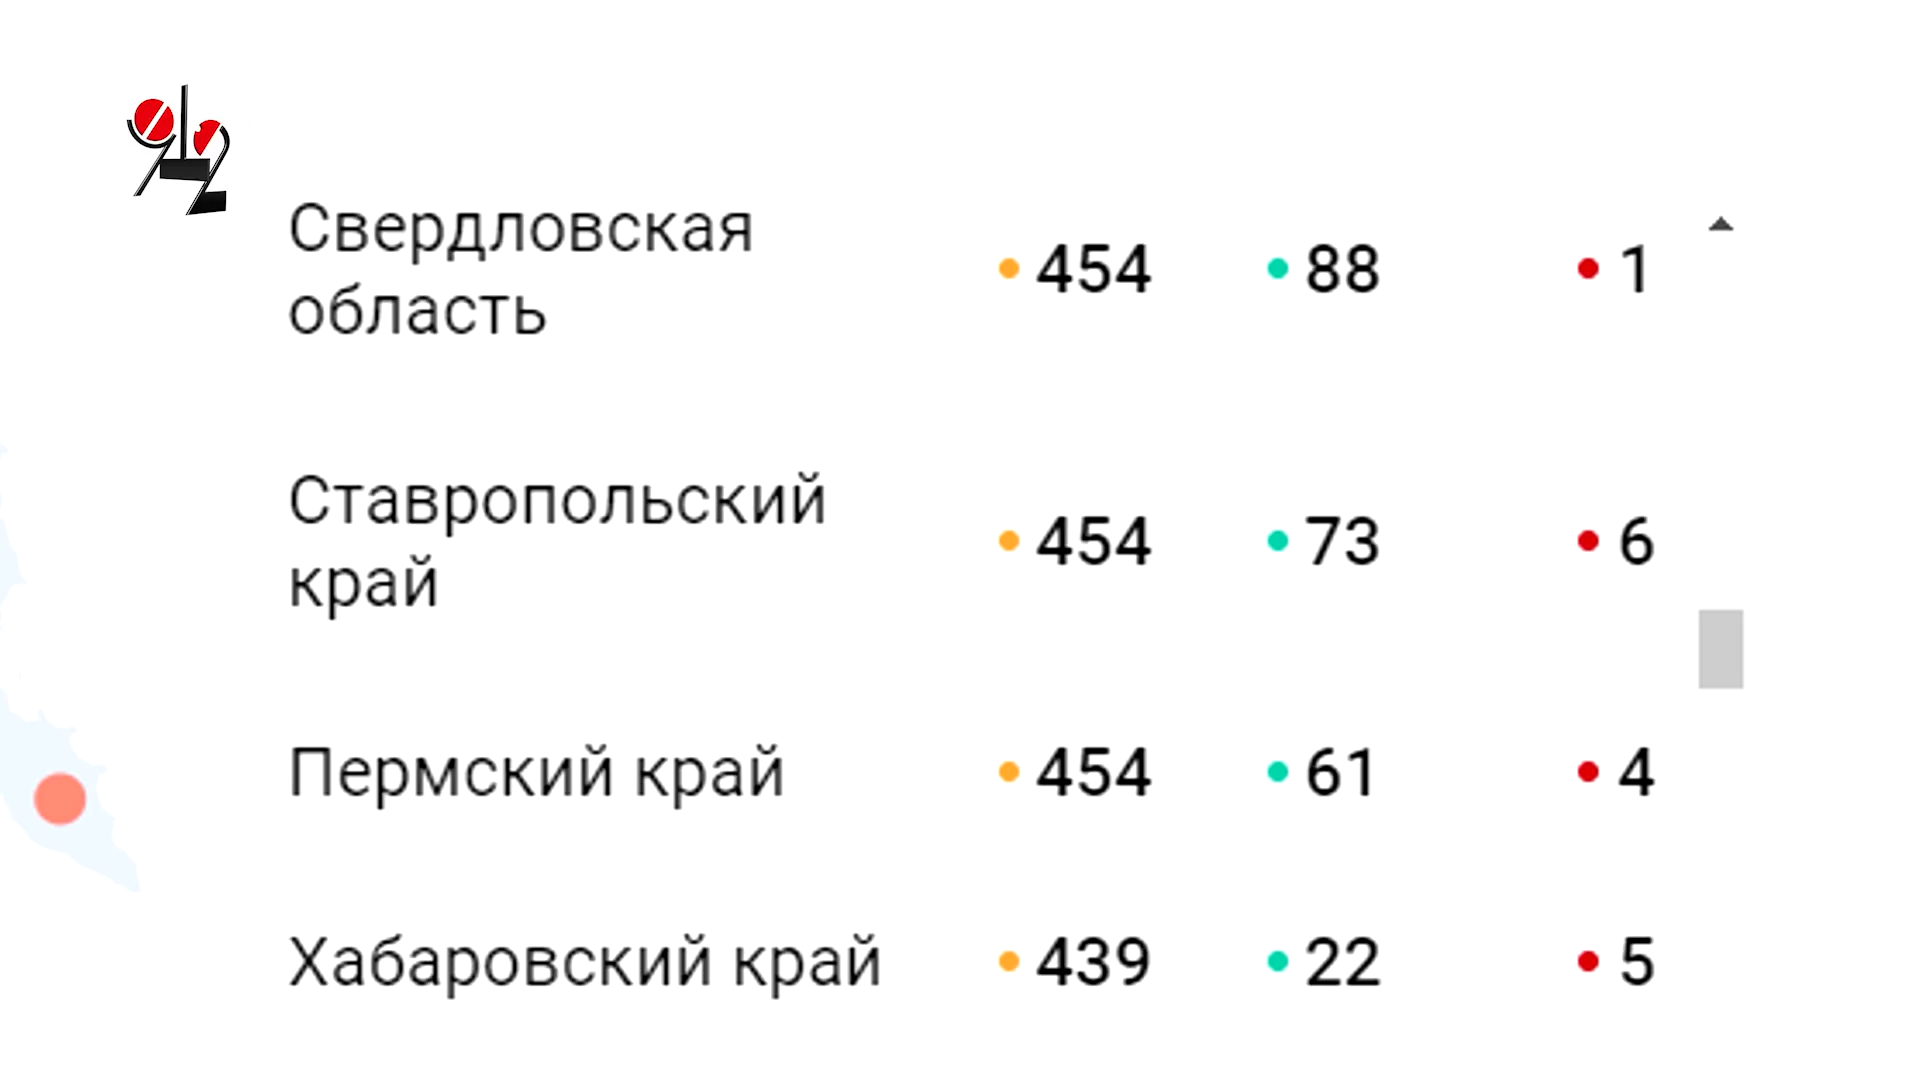 Свердловская
область
454 88 1
Ставропольский
край
454 73 6
Пермский край 454 61 4
Хабаровский край 439 22 5